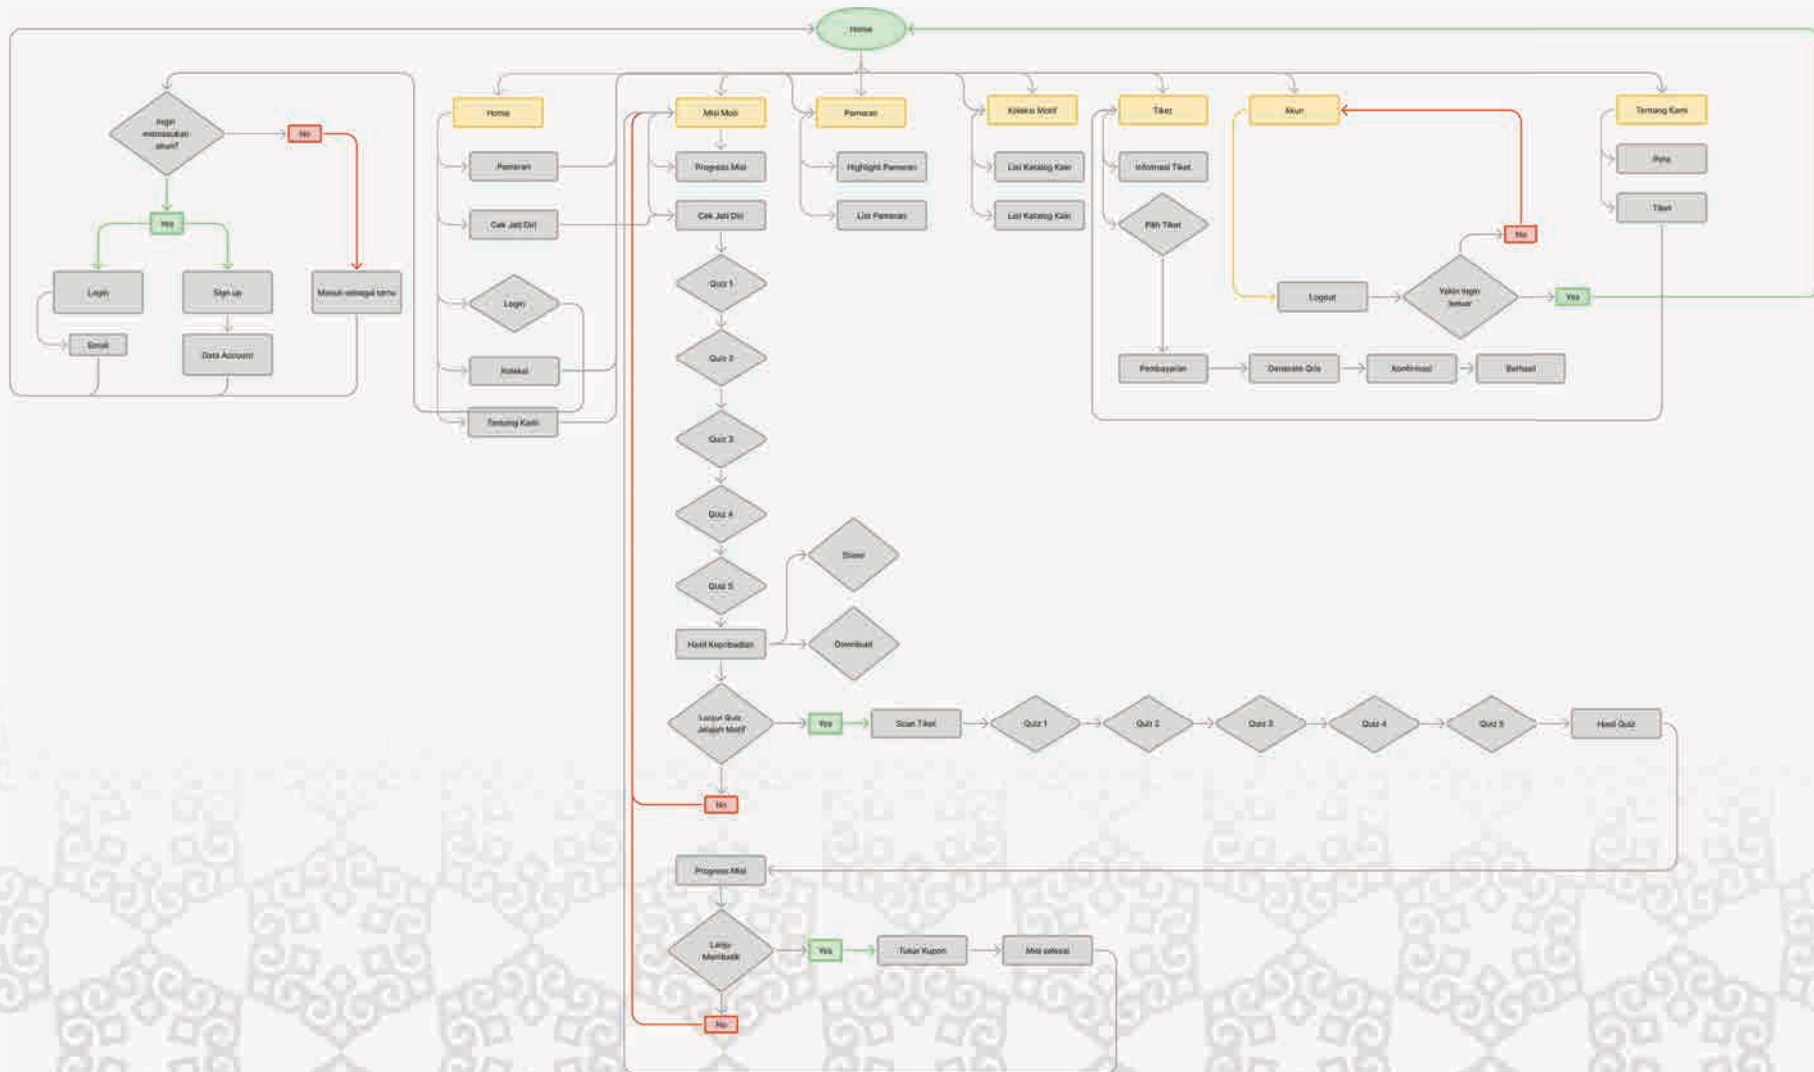 Home
Home
Misi Moti
Pameran
Koleksi Motif
Tiket
Akun
Tentang Kami
Ingin
memasukan
akun?
No
Yes
Login
Sign up
Masuk sebagai tamu
Email
Data Account
Pameran
Cek Jati Diri
Login
Koleksi
Tentang Kami
Progress Misi
Cek Jati Diri
Quiz 1
Quiz 2
Quiz 3
Quiz 4
Quiz 5
Hasil Kepribadian
Download
Highlight Pameran
List Pameran
List Katalog Kain
List Katalog Kain
Informasi Tiket
Pilih Tiket
Pembayaran
Generate Qris
Konfirmasi
Berhasil
Logout
Yakin ingin
keluar
No
Yes
Peta
Tiket
Lanjut Quiz
Jelajah Motif
Yes
Scan Tiket
Quiz 1
Quiz 2
Quiz 3
Quiz 4
Quiz 5
Hasil Quiz
No
Progress Misi
Lanjut
Membatik
Yes
Tukar Kupon
Misi selesai
No